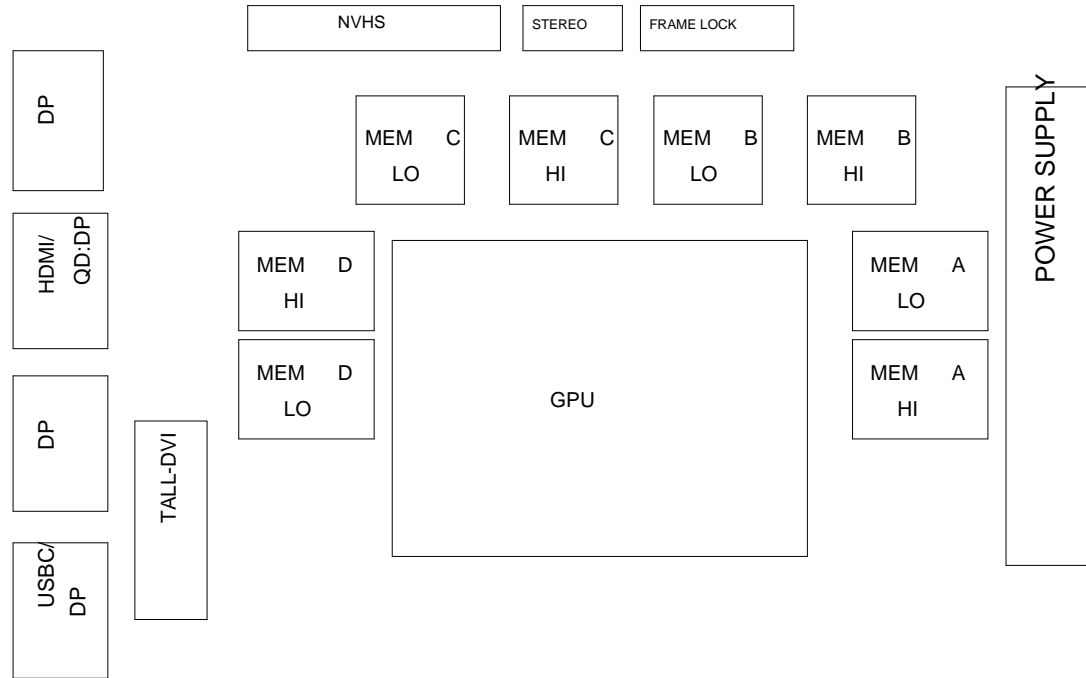 NVHS
STEREO
FRAME LOCK
DP
MEM C
LO
MEM C
HI
MEM B
LO
MEM B
HI
POWER SUPPLY
HDMI/
QD:DP
MEM D
HI
MEM A
LO
MEM D
LO
GPU
MEM A
HI
DP
TALL-DVI
USBC/
DP